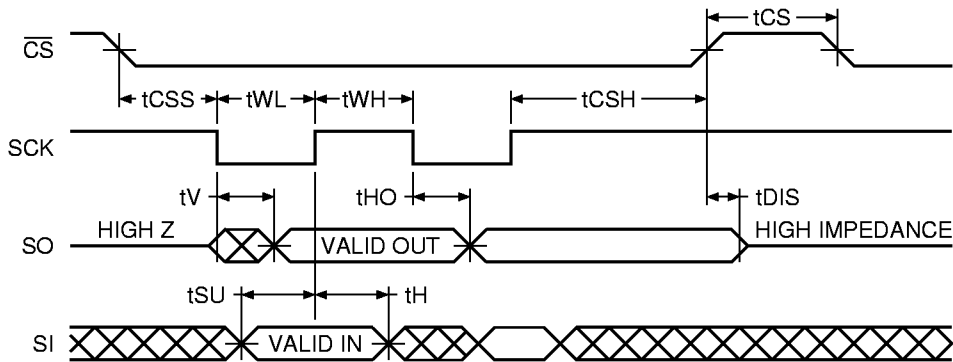 CS
tCS
tCSS tWL tWH tCSH
SCK
tV tHO tDIS
HIGH Z HIGH IMPEDANCE
SO VALID OUT
tSU tH
SI VALID IN